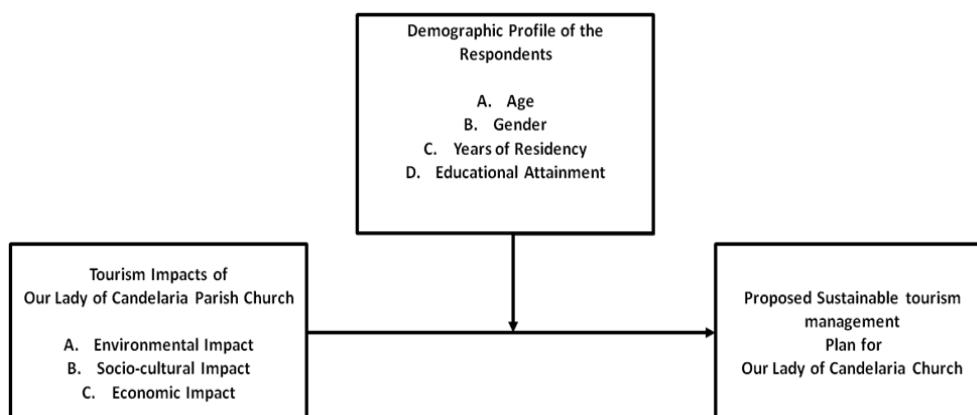 Demographic Profile of the
Respondents
A. Age
B. Gender
C. Years of Residency
D. Educational Attainment
Tourism Impacts of
Our Lady of Candelaria Parish Church
A. Environmental Impact
B. Socio-cultural Impact
C. Economic Impact
Proposed Sustainable tourism
management
Plan for
Our Lady of Candelaria Church